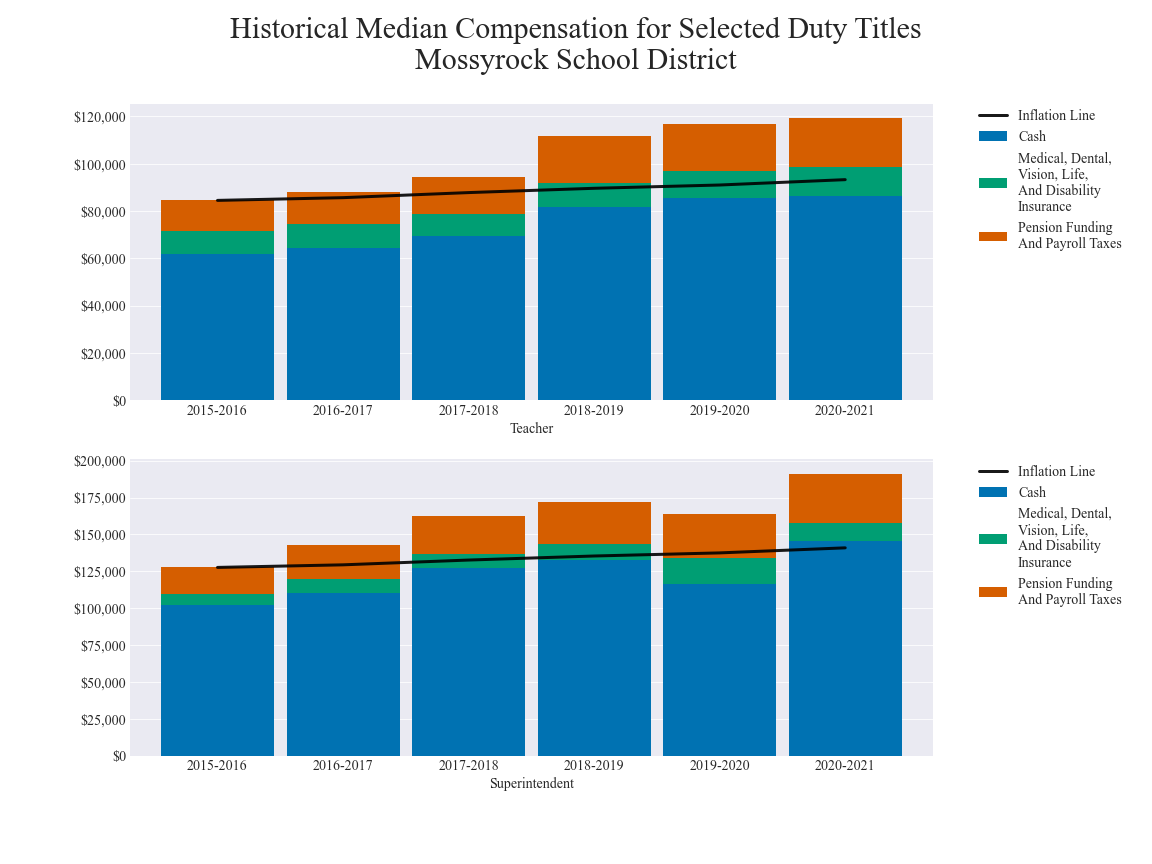 Historical Median Compensation for Selected Duty Titles
Mossyrock School District
$120,000
$100,000
$80,000
$60,000
$40,000
$20,000
$0
2015-2016 2016-2017 2017-2018 2018-2019 2019-2020 2020-2021
Teacher
Inflation Line
Cash
Medical, Dental,
Vision, Life,
And Disability
Insurance
Pension Funding
And Payroll Taxes
$200,000
$175,000
$150,000
$125,000
$100,000
$75,000
$50,000
$25,000
$0
2015-2016 2016-2017 2017-2018 2018-2019 2019-2020 2020-2021
Superintendent
Inflation Line
Cash
Medical, Dental,
Vision, Life,
And Disability
Insurance
Pension Funding
And Payroll Taxes